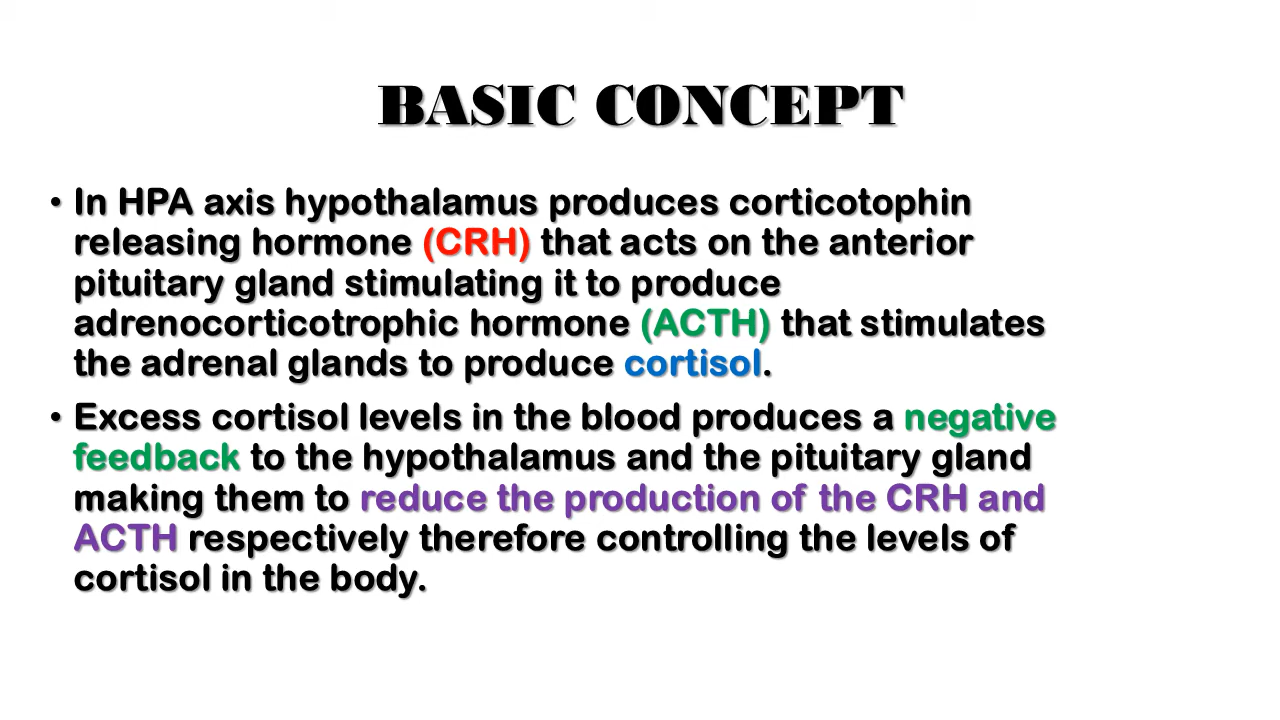 BASIC CONCEPT
• In HPA axis hypothalamus produces corticotophin
releasing hormone (CRH) that acts on the anterior
pituitary gland stimulating it to produce
adrenocorticotrophic hormone (ACTH) that stimulates
the adrenal glands to produce cortisol.
• Excess cortisol levels in the blood produces a negative
feedback to the hypothalamus and the pituitary gland
making them to reduce the production of the CRH and
ACTH respectively therefore controlling the levels of
cortisol in the body.